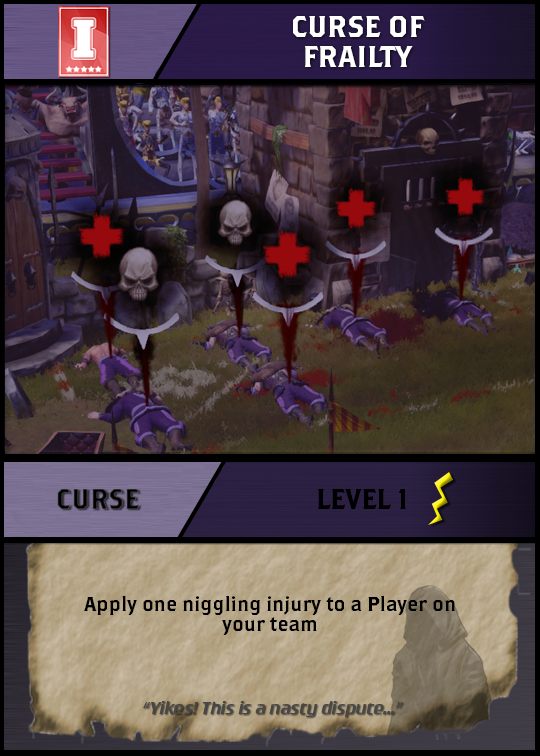 I
CURSE OF
FRAILTY
CURSE
LEVEL 1
Apply one niggling injury to a Player on
your team
“Yikes! This is a nasty dispute...”